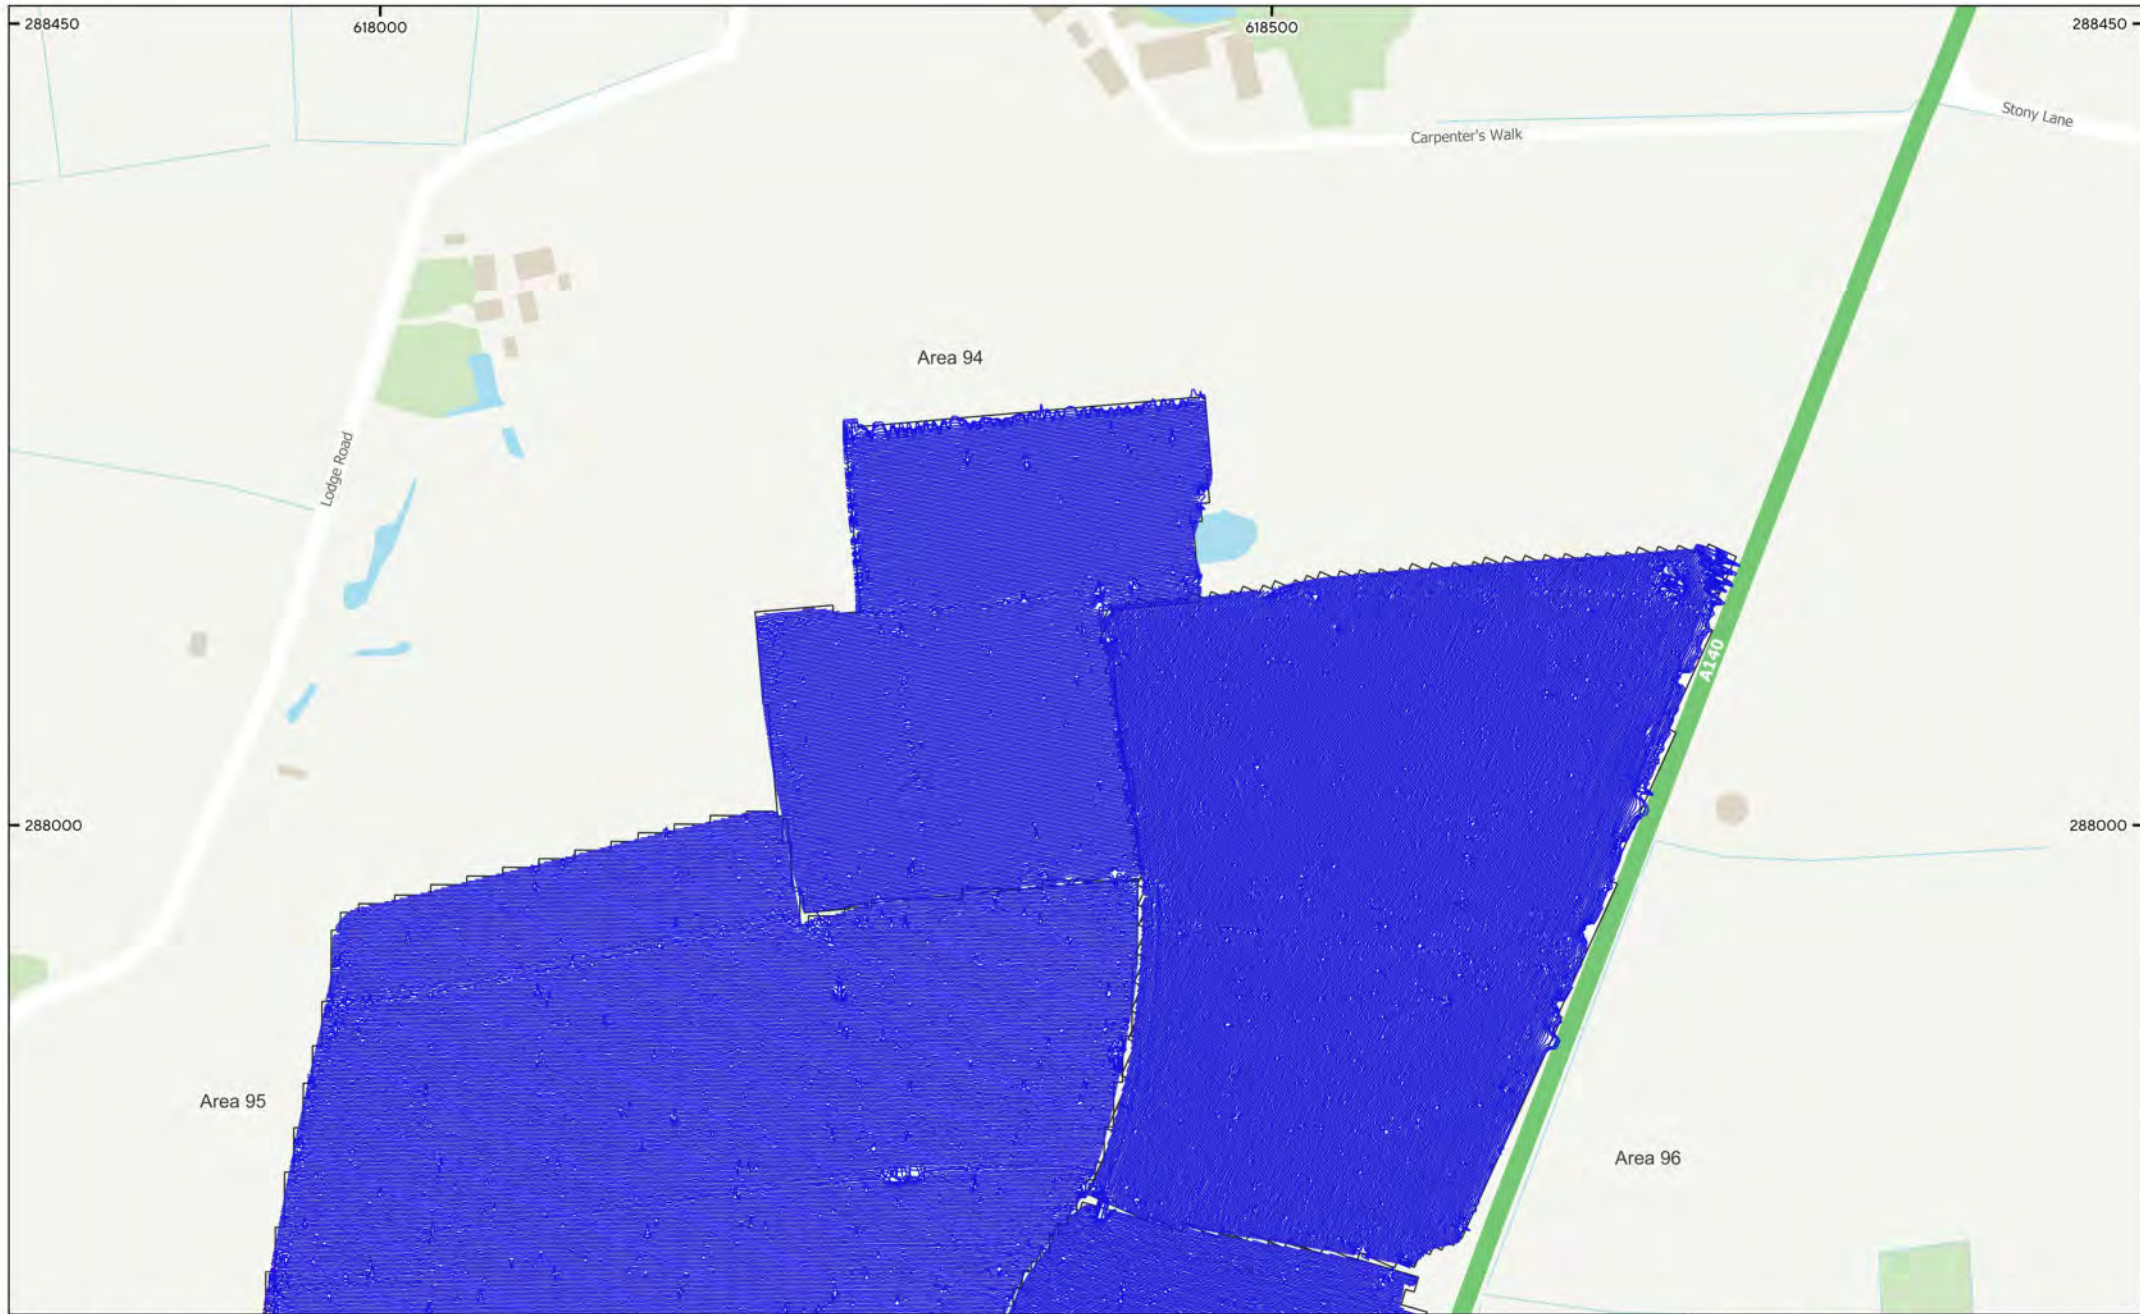 288450
618000
618500
288450
Stony Lane
Carpenter's Walk
Area 94
Lodge Road
A140
288000
288000
Area 95
Area 96